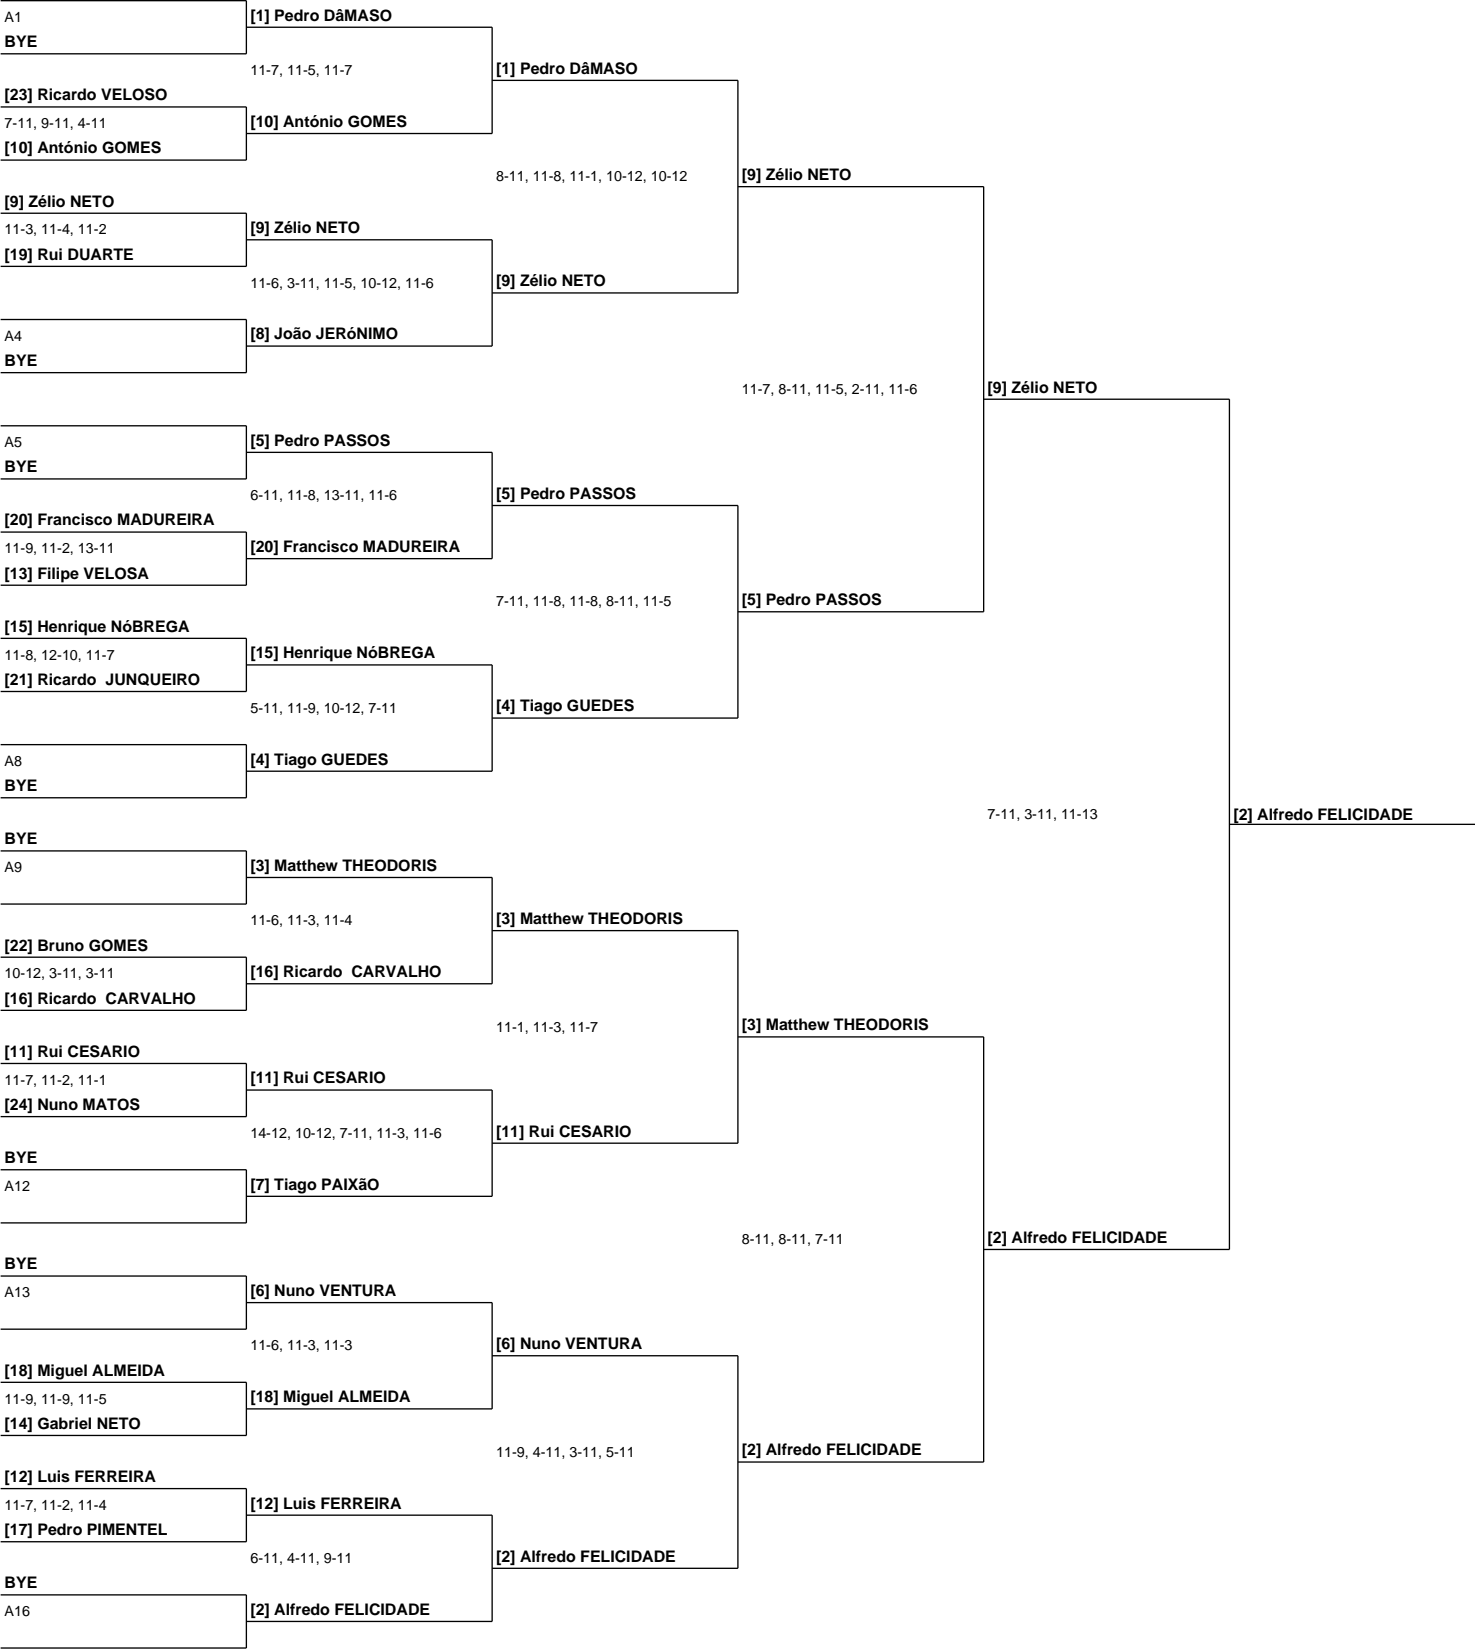 A1
BYE
[1] Pedro DâMASO
11-7, 11-5, 11-7
[1] Pedro DâMASO
[23] Ricardo VELOSO
7-11, 9-11, 4-11
[10] António GOMES
[10] António GOMES
8-11, 11-8, 11-1, 10-12, 10-12
[9] Zélio NETO
[9] Zélio NETO
11-3, 11-4, 11-2
[19] Rui DUARTE
[9] Zélio NETO
11-6, 3-11, 11-5, 10-12, 11-6
[9] Zélio NETO
A4
BYE
[8] João JERóNIMO
11-7, 8-11, 11-5, 2-11, 11-6
[9] Zélio NETO
A5
BYE
[5] Pedro PASSOS
6-11, 11-8, 13-11, 11-6
[5] Pedro PASSOS
[20] Francisco MADUREIRA
11-9, 11-2, 13-11
[13] Filipe VELOSA
[20] Francisco MADUREIRA
7-11, 11-8, 11-8, 8-11, 11-5
[5] Pedro PASSOS
[15] Henrique NóBREGA
11-8, 12-10, 11-7
[21] Ricardo  JUNQUEIRO
[15] Henrique NóBREGA
5-11, 11-9, 10-12, 7-11
[4] Tiago GUEDES
A8
BYE
[4] Tiago GUEDES
7-11, 3-11, 11-13
[2] Alfredo FELICIDADE
BYE
A9
[3] Matthew THEODORIS
11-6, 11-3, 11-4
[3] Matthew THEODORIS
[22] Bruno GOMES
10-12, 3-11, 3-11
[16] Ricardo  CARVALHO
[16] Ricardo  CARVALHO
11-1, 11-3, 11-7
[3] Matthew THEODORIS
[11] Rui CESARIO
11-7, 11-2, 11-1
[24] Nuno MATOS
[11] Rui CESARIO
14-12, 10-12, 7-11, 11-3, 11-6
[11] Rui CESARIO
BYE
A12
[7] Tiago PAIXãO
8-11, 8-11, 7-11
[2] Alfredo FELICIDADE
BYE
A13
[6] Nuno VENTURA
11-6, 11-3, 11-3
[6] Nuno VENTURA
[18] Miguel ALMEIDA
11-9, 11-9, 11-5
[14] Gabriel NETO
[18] Miguel ALMEIDA
11-9, 4-11, 3-11, 5-11
[2] Alfredo FELICIDADE
[12] Luis FERREIRA
11-7, 11-2, 11-4
[17] Pedro PIMENTEL
[12] Luis FERREIRA
6-11, 4-11, 9-11
[2] Alfredo FELICIDADE
BYE
A16
[2] Alfredo FELICIDADE